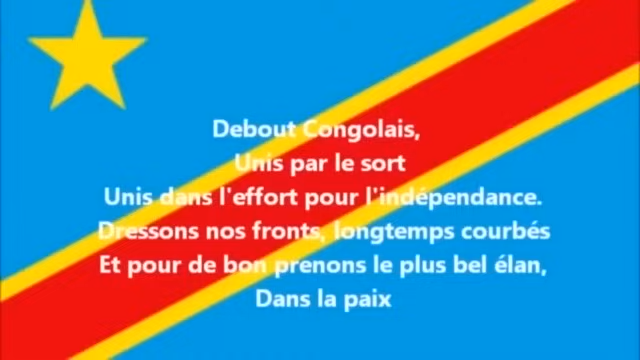 Debout Congolais,
Unis par le sort
Unis dans l'effort pour l'indépendance.
Dressons nos fronts, longtemps courbés
Et pour de bon prenons le plus bel élan,
Dans la paix